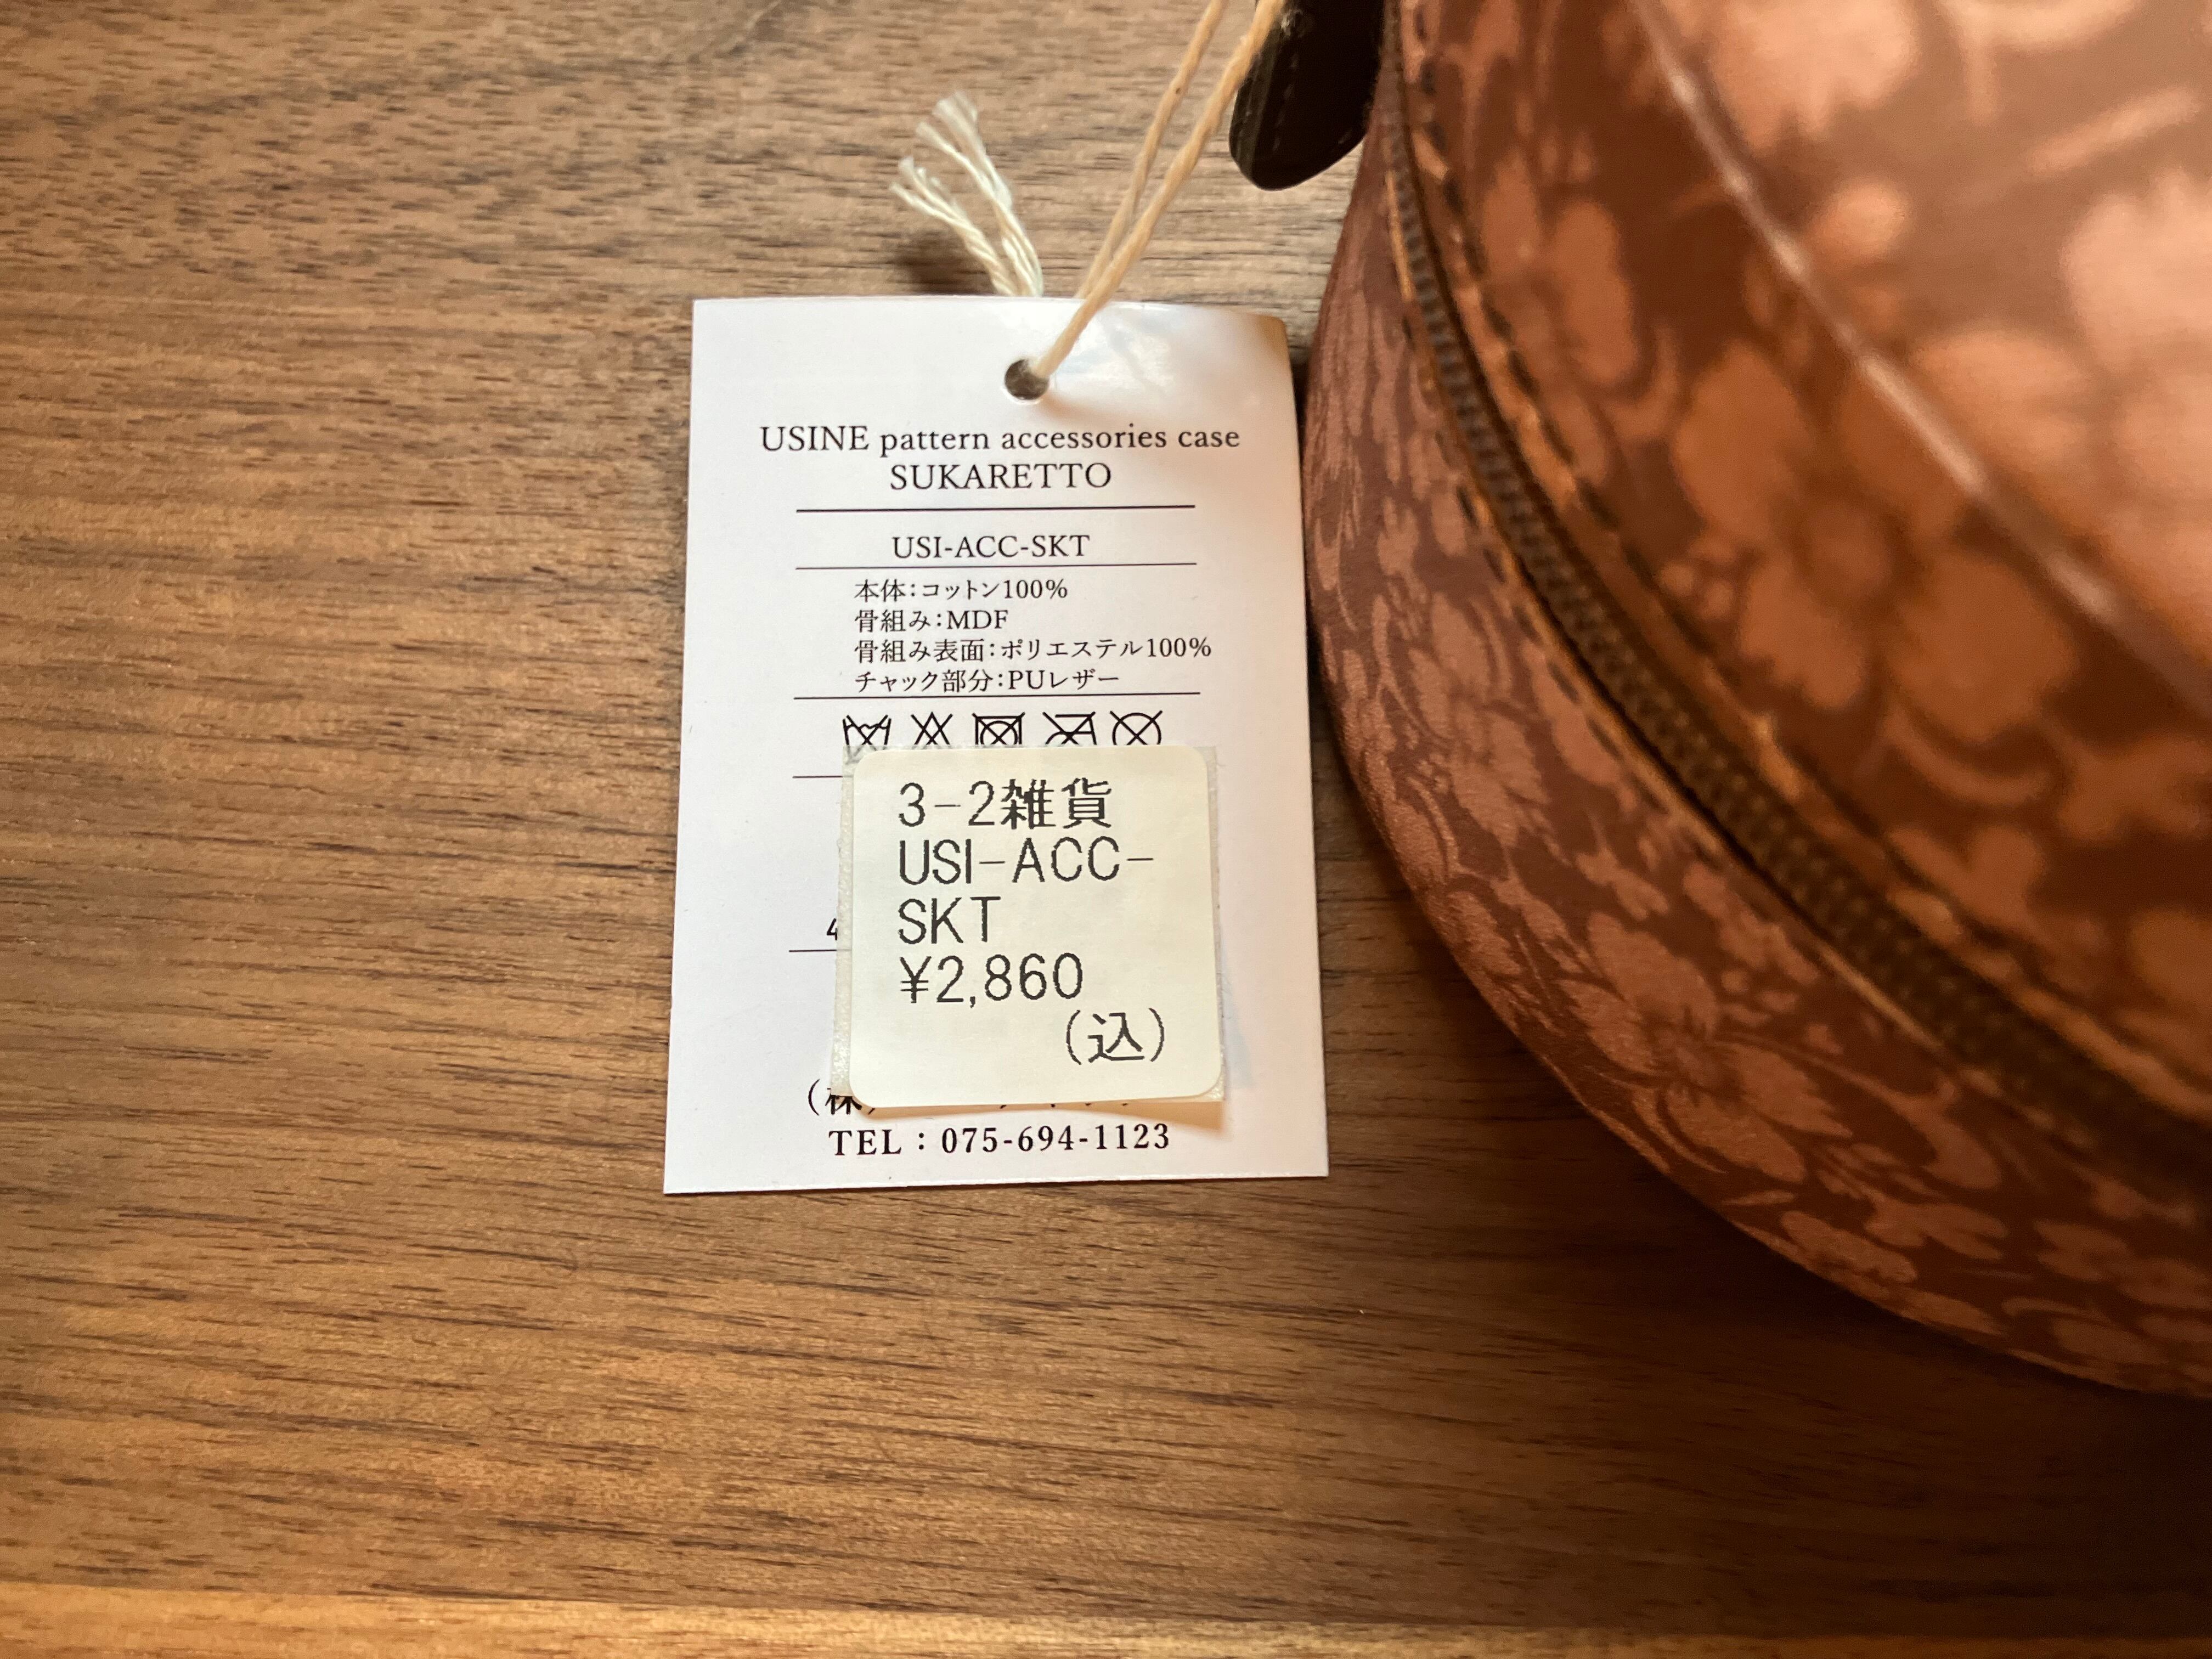 USINE pattern accessories case
SUKARETTO
USI-ACC-SKT
本体：コットン100%
骨組み：MDF
骨組み表面：ポリエステル100%
チャック部分：PUレザー
3-2雑貨
USI-ACC-
SKT
¥2,860
(込)
4
(株)
TEL：075-694-1123